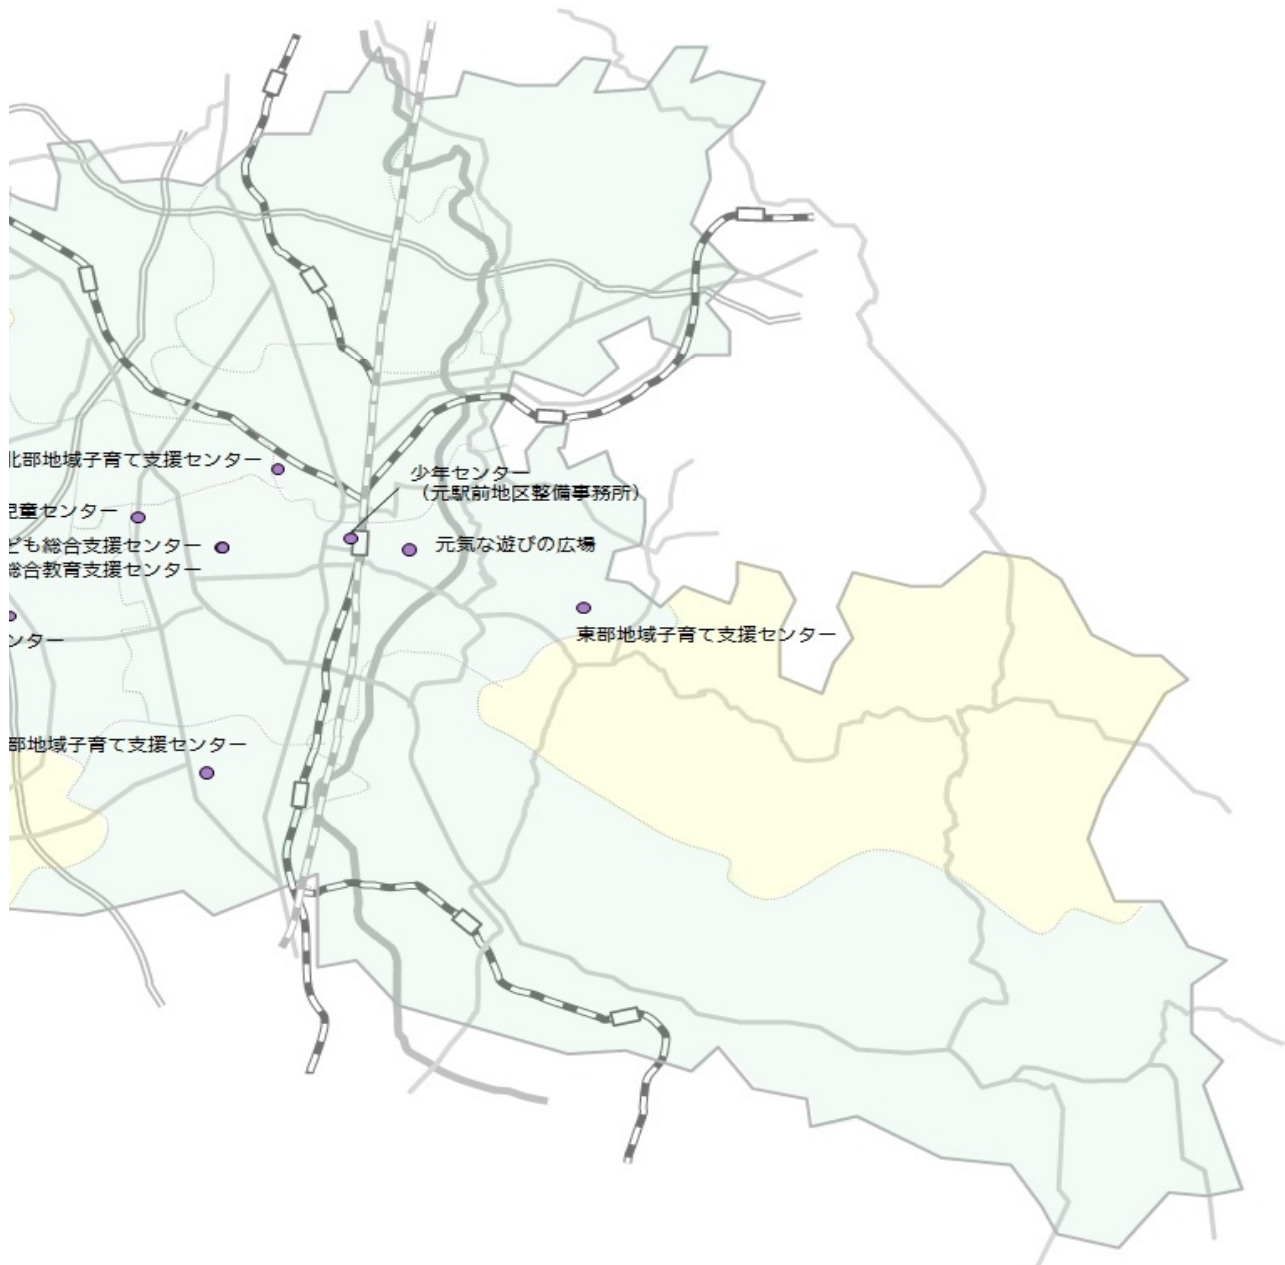 北部地域子育て支援センター
少年センター
（元駅前地区整備事務所）
児童センター
ども総合支援センター
総合教育支援センター
元気な遊びの広場
東部地域子育て支援センター
ンター
部地域子育て支援センター